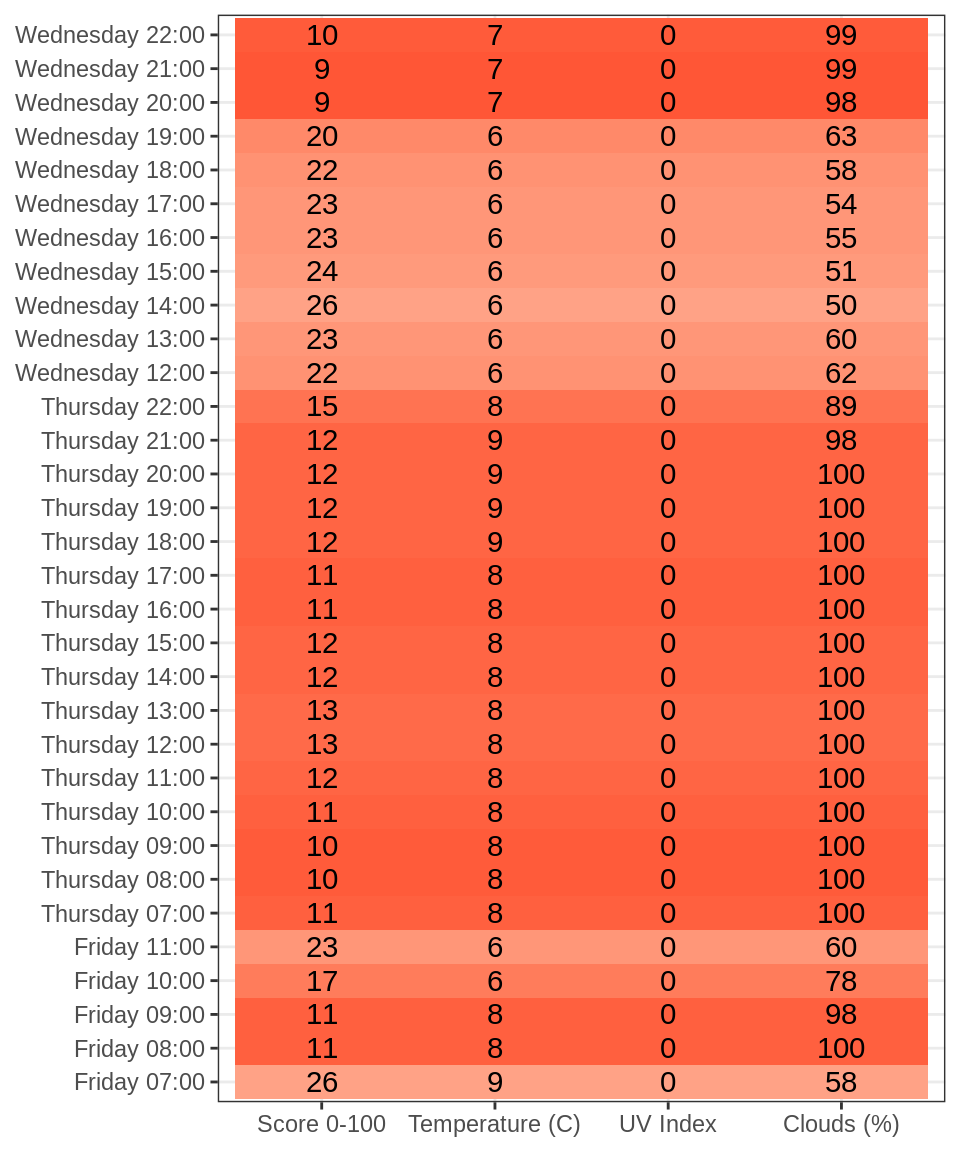 Wednesday 22:00 10 7 0 99
Wednesday 21:00 9 7 0 99
Wednesday 20:00 9 7 0 98
Wednesday 19:00 20 6 0 63
Wednesday 18:00 22 6 0 58
Wednesday 17:00 23 6 0 54
Wednesday 16:00 23 6 0 55
Wednesday 15:00 24 6 0 51
Wednesday 14:00 26 6 0 50
Wednesday 13:00 23 6 0 60
Wednesday 12:00 22 6 0 62
Thursday 22:00 15 8 0 89
Thursday 21:00 12 9 0 98
Thursday 20:00 12 9 0 100
Thursday 19:00 12 9 0 100
Thursday 18:00 12 9 0 100
Thursday 17:00 11 8 0 100
Thursday 16:00 11 8 0 100
Thursday 15:00 12 8 0 100
Thursday 14:00 12 8 0 100
Thursday 13:00 13 8 0 100
Thursday 12:00 13 8 0 100
Thursday 11:00 12 8 0 100
Thursday 10:00 11 8 0 100
Thursday 09:00 10 8 0 100
Thursday 08:00 10 8 0 100
Thursday 07:00 11 8 0 100
Friday 11:00 23 6 0 60
Friday 10:00 17 6 0 78
Friday 09:00 11 8 0 98
Friday 08:00 11 8 0 100
Friday 07:00 26 9 0 58
Score 0-100 Temperature (C) UV Index Clouds (%)